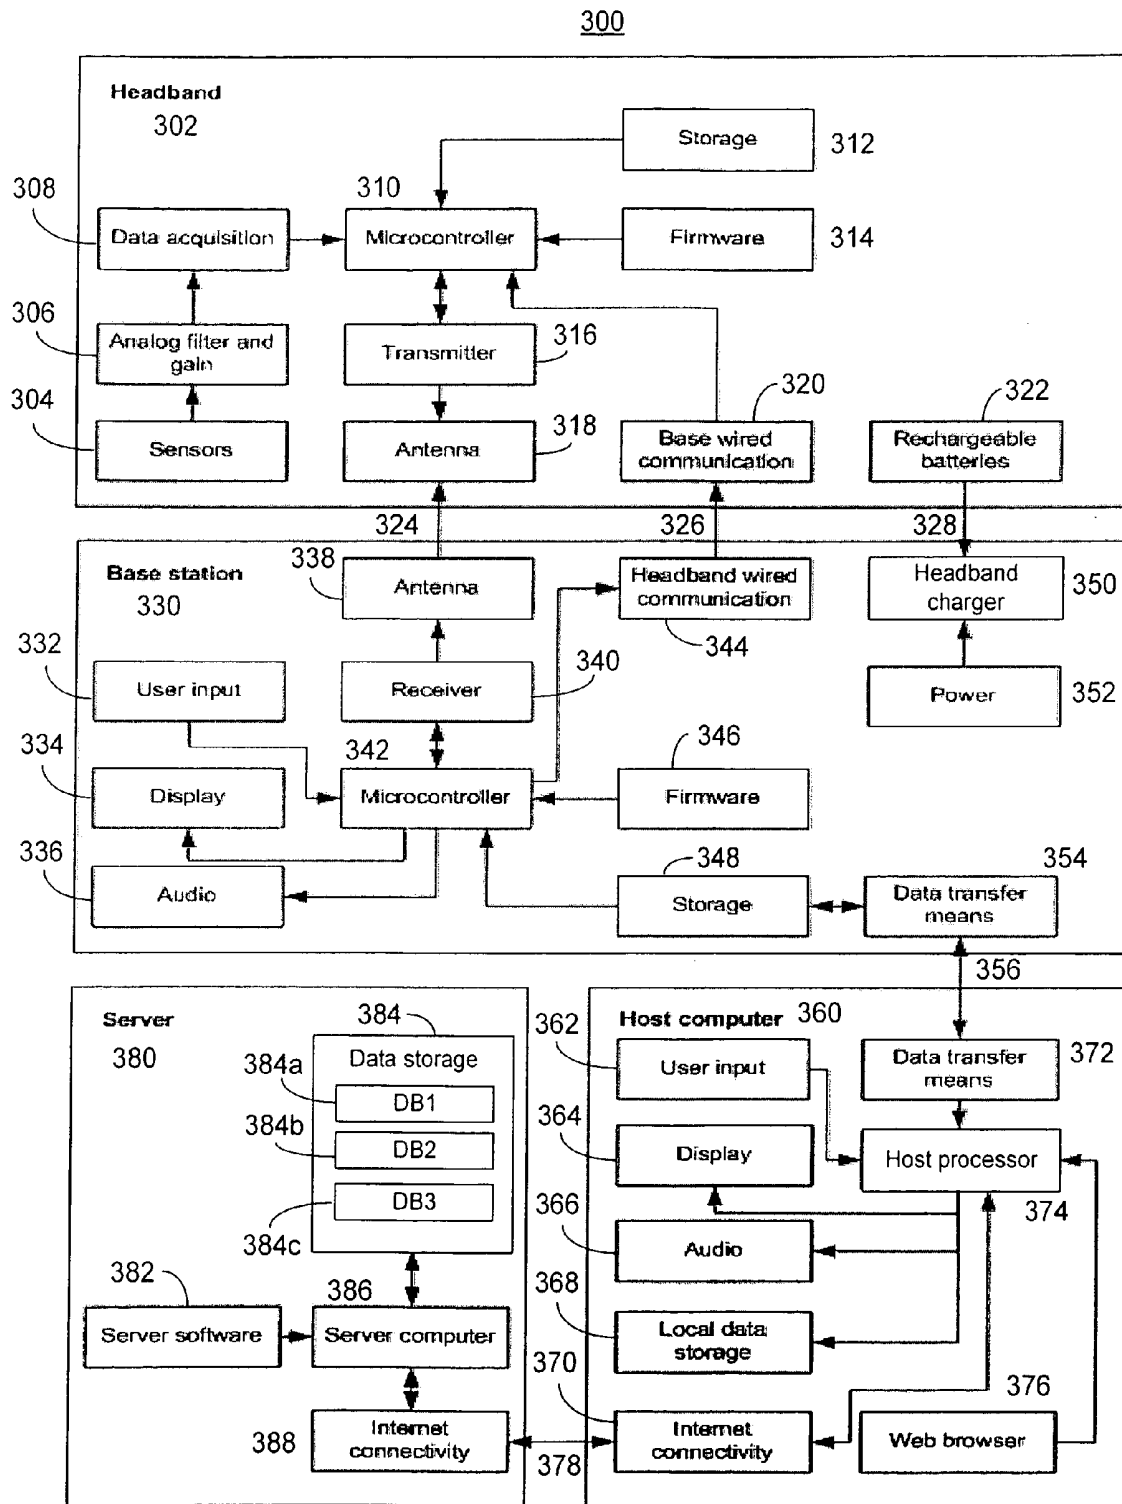 300
Headband
302
Storage
312
308
310
Data acquisition
Microcontroller
Firmware
314
306
Analog filter and
gain
Transmitter
316
320
322
304
Sensors
Antenna
318
Base wired
communication
Rechargeable
batteries
324
326
328
Base station
330
338
Antenna
Headband wired
communication
344
Headband
charger
350
332
User input
Receiver
340
Power
352
334
342
346
Display
Microcontroller
Firmware
336
Audio
348
Storage
354
Data transfer
means
356
Server
380
384
Data storage
384a
DB1
384b
DB2
384c
DB3
382
386
Server software
Server computer
388
Internet
connectivity
378
Host computer
360
362
User input
Data transfer
means
372
364
Display
Host processor
374
366
Audio
368
Local data
storage
370
Internet
connectivity
376
Web browser